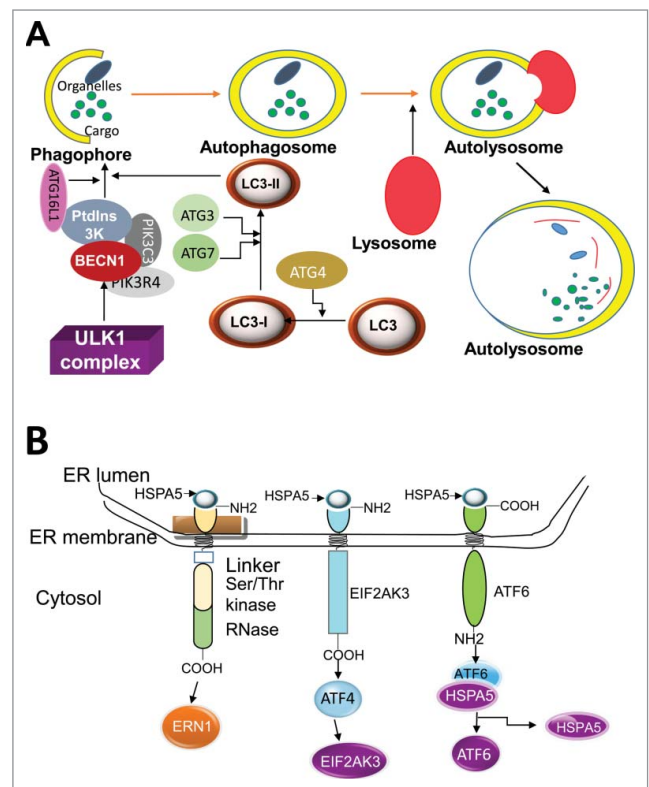 A
Organelles
Cargo
Phagophore
Autophagosome
Autolysosome
ATG16L1
LC3-II
PtdIns
3K
PIK3C3
ATG3
ATG7
BECN1
PIK3R4
ATG4
Lysosome
LC3-I
LC3
ULK1
complex
Autolysosome
B
ER lumen
HSPA5
NH2
HSPA5
NH2
HSPA5
COOH
ER membrane
Linker
Ser/Thr
kinase
RNase
Cytosol
EIF2AK3
ATF6
COOH
COOH
NH2
ERN1
ATF4
EIF2AK3
ATF6
HSPA5
HSPA5
ATF6